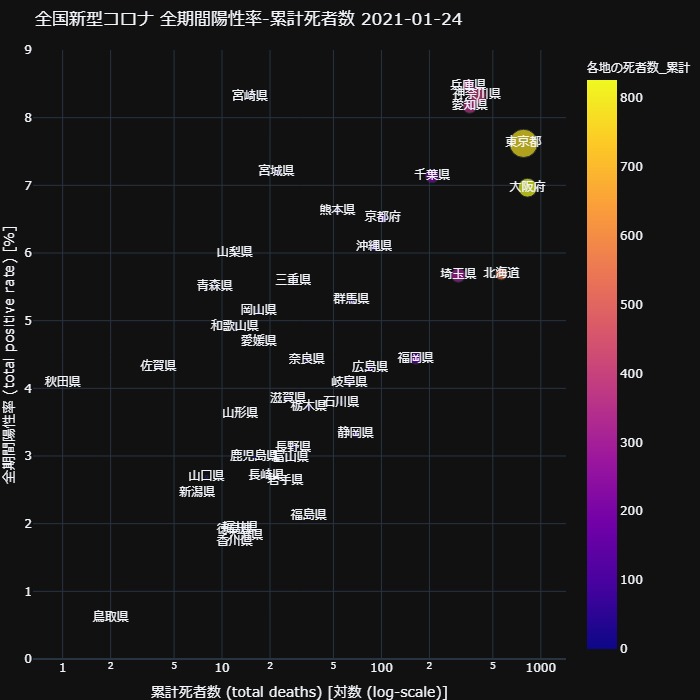 全国新型コロナ 全期間陽性率-累計死者数 2021-01-24
各地の死者数_累計
9
8
7
6
5
4
3
2
1
0
全期間陽性率 (total positive rate) [%]
兵庫県
神奈川県
愛知県
宮崎県
東京都
宮城県
千葉県
大阪府
熊本県
京都府
沖縄県
山梨県
埼玉県
北海道
三重県
青森県
群馬県
岡山県
和歌山県
愛媛県
奈良県
福岡県
佐賀県
広島県
秋田県
岐阜県
滋賀県
石川県
栃木県
山形県
静岡県
長野県
鹿児島県
富山県
山口県
長崎県
岩手県
新潟県
福島県
香川県
鳥取県
1
2
5
10
2
5
100
2
5
1000
累計死者数 (total deaths) [対数 (log-scale)]
800
700
600
500
400
300
200
100
0